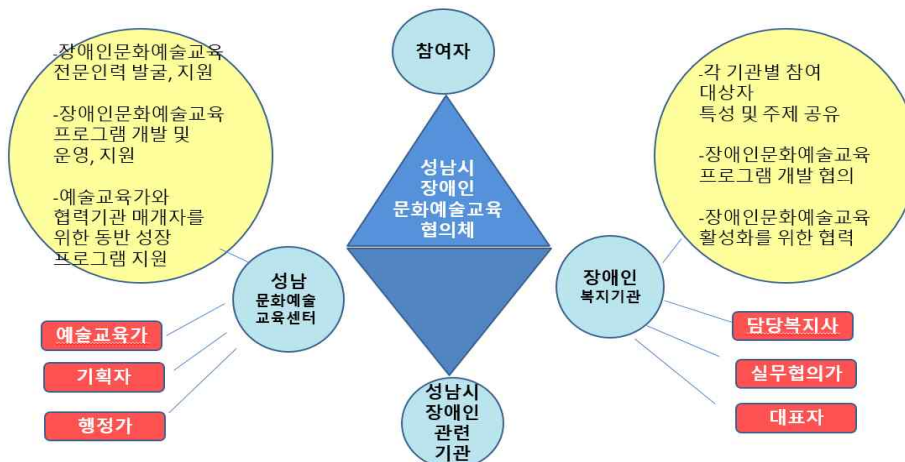 -장애인문화예술교육
전문인력 발굴, 지원
-장애인문화예술교육
프로그램 개발 및
운영, 지원
-예술교육가와
협력기관 매개자를
위한 동반 성장
프로그램 지원
참여자
-각 기관별 참여
대상자
특성 및 주제 공유
-장애인문화예술교육
프로그램 개발 협의
-장애인문화예술교육
활성화를 위한 협력
성남시
장애인
문화예술교육
협의체
성남
문화예술
교육센터
장애인
복지기관
예술교육가
기획자
행정가
담당복지사
실무협의가
대표자
성남시
장애인
관련
기관